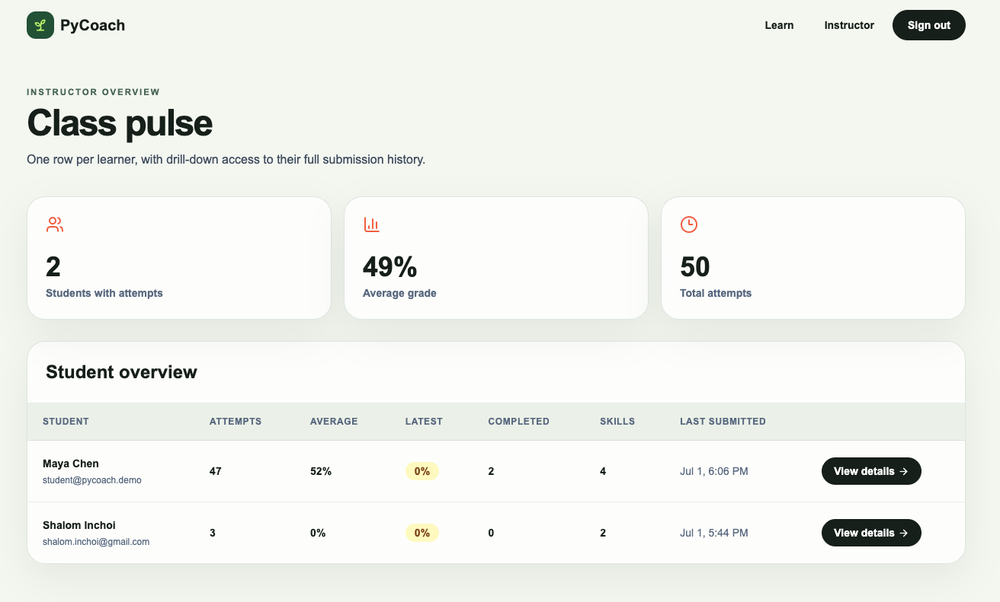 PyCoach
Learn Instructor Sign out
INSTRUCTOR OVERVIEW
Class pulse
One row per learner, with drill-down access to their full submission history.
2
Students with attempts
49%
Average grade
50
Total attempts
Student overview
STUDENT ATTEMPTS AVERAGE LATEST COMPLETED SKILLS LAST SUBMITTED
Maya Chen
student@pycoach.demo
47 52% 0% 2 4 Jul 1, 6:06 PM View details →
Shalom Inchoi
shalom.inchoi@gmail.com
3 0% 0% 0 2 Jul 1, 5:44 PM View details →